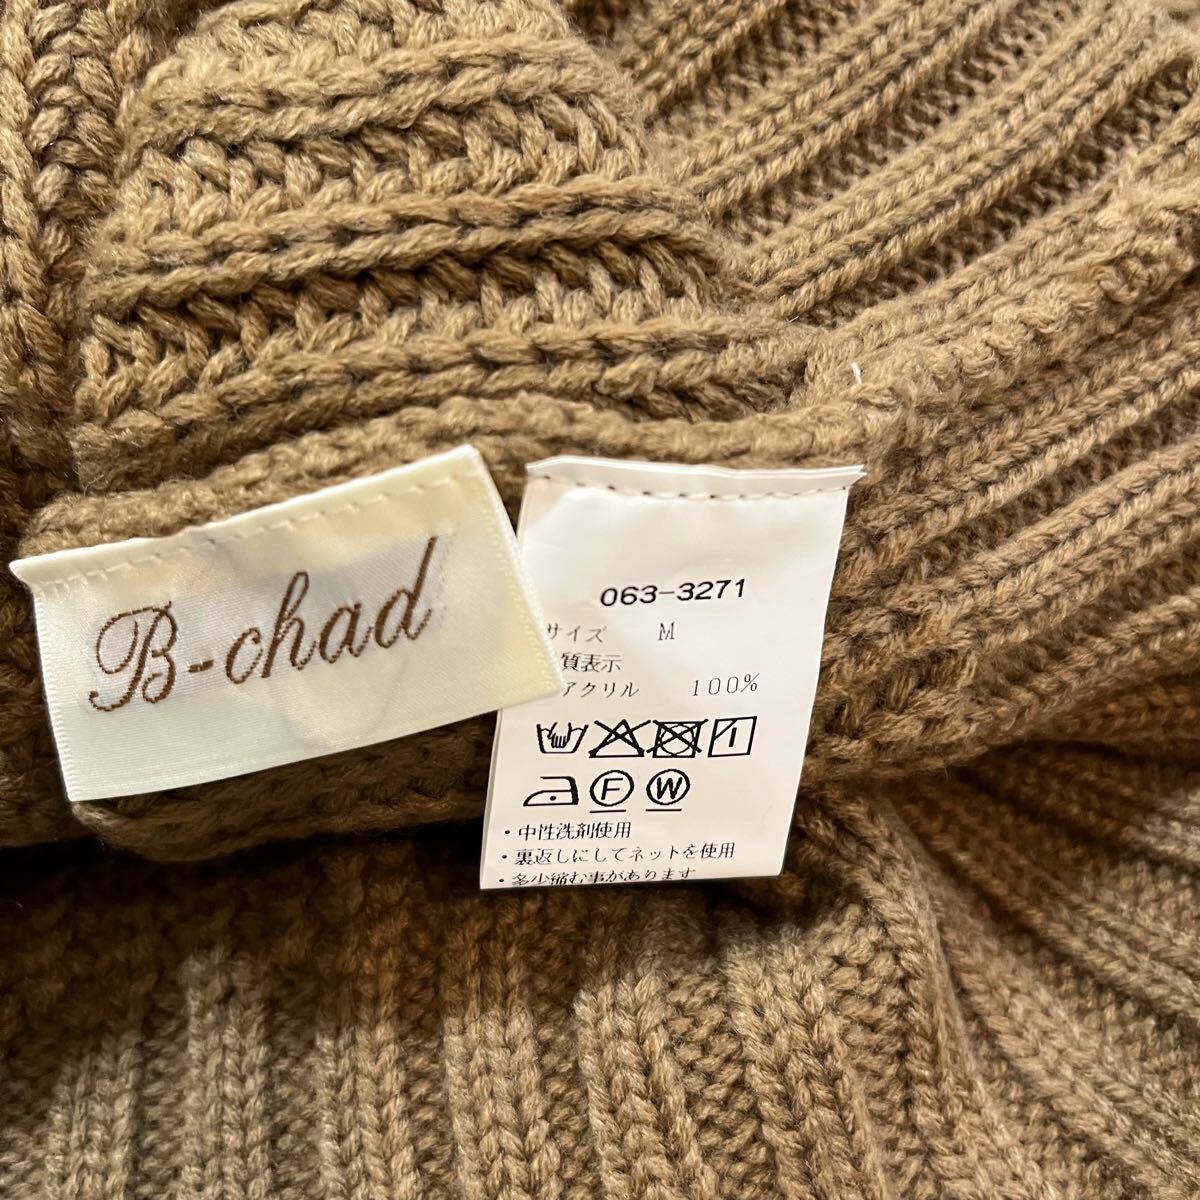 B-chad
063-3271
サイズ M
質表示
アクリル 100%
F W
・中性洗剤使用
・裏返しにしてネットを使用
・多少縮む事があります